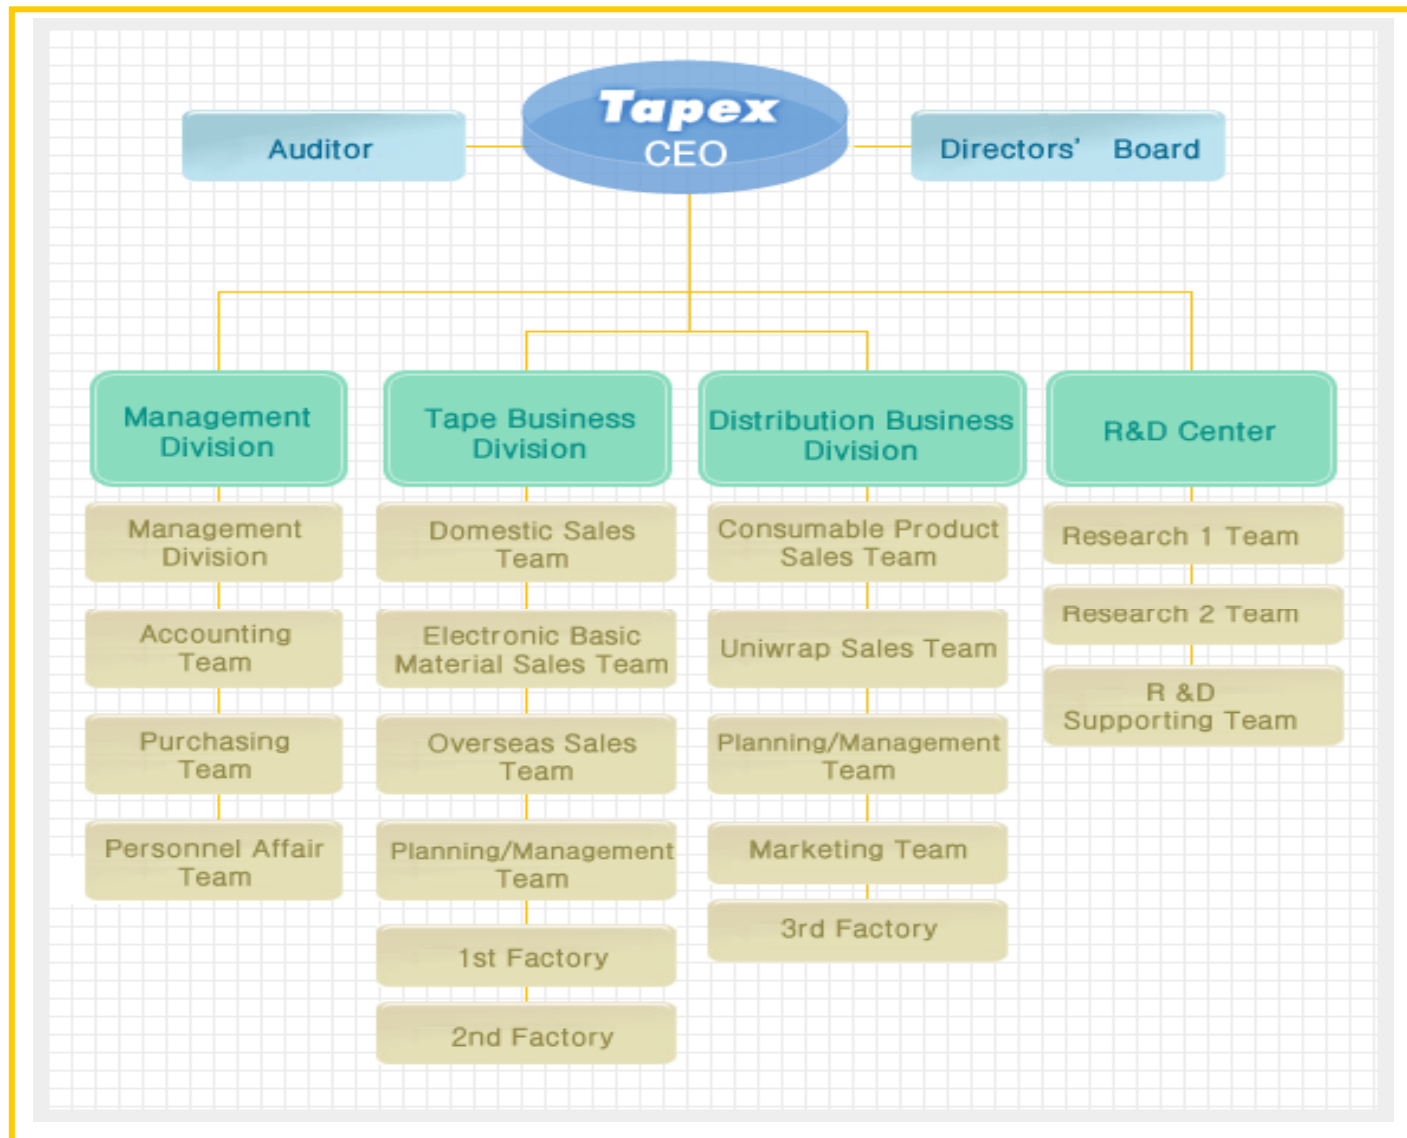 Tapex
CEO
Auditor
Directors’ Board
Management
Division
Management
Division
Accounting
Team
Purchasing
Team
Personnel Affair
Team
Tape Business
Division
Domestic Sales
Team
Electronic Basic
Material Sales Team
Overseas Sales
Team
Planning/Management
Team
1st Factory
2nd Factory
Distribution Business
Division
Consumable Product
Sales Team
Uniwrap Sales Team
Planning/Management
Team
Marketing Team
3rd Factory
R&D Center
Research 1 Team
Research 2 Team
R &D
Supporting Team